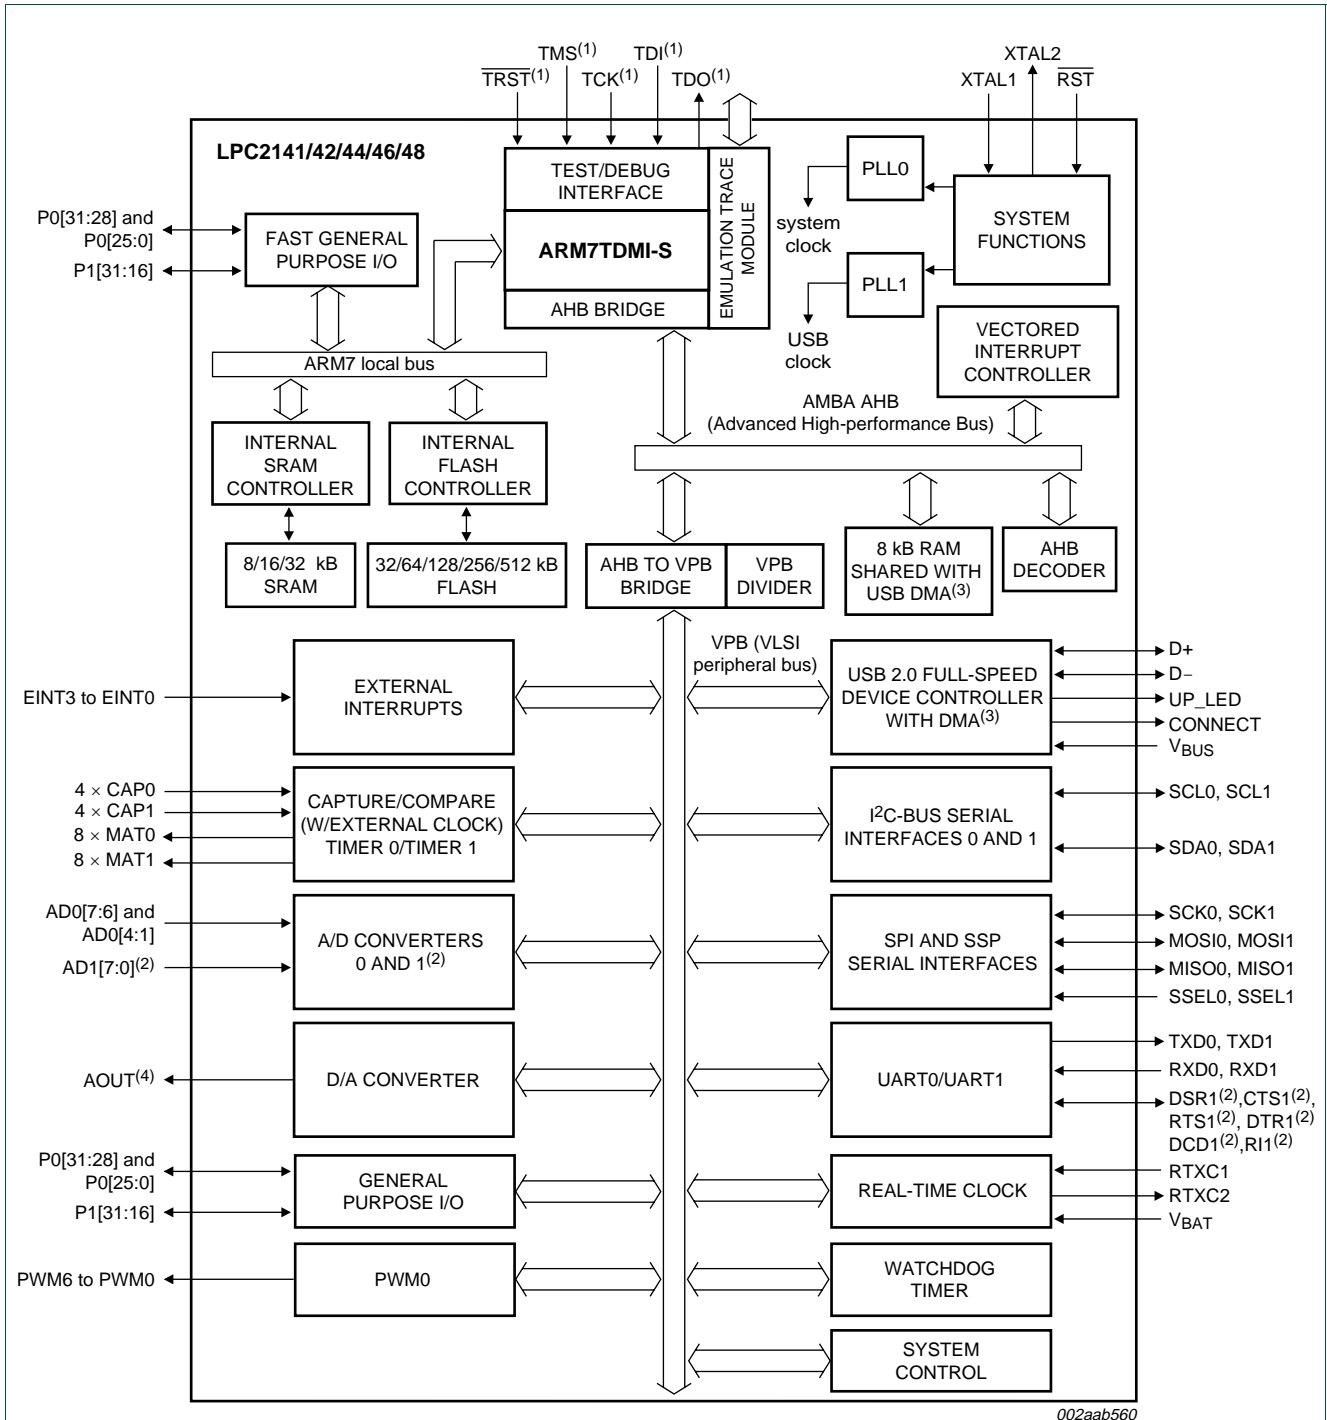 TMS(1)
TDI(1)
XTAL2
TRST(1)
TCK(1)
TDO(1)
XTAL1
RST
LPC2141/42/44/46/48
TEST/DEBUG
INTERFACE
EMULATION TRACE
MODULE
PLL0
system
clock
SYSTEM
FUNCTIONS
P0[31:28] and
P0[25:0]
P1[31:16]
FAST GENERAL
PURPOSE I/O
ARM7TDMI-S
PLL1
USB
clock
AHB BRIDGE
VECTORED
INTERRUPT
CONTROLLER
ARM7 local bus
AMBA AHB
(Advanced High-performance Bus)
INTERNAL
SRAM
CONTROLLER
INTERNAL
FLASH
CONTROLLER
8/16/32 kB
SRAM
32/64/128/256/512 kB
FLASH
AHB TO VPB
BRIDGE
VPB
DIVIDER
8 kB RAM
SHARED WITH
USB DMA(3)
AHB
DECODER
VPB (VLSI
peripheral bus)
EINT3 to EINT0
EXTERNAL
INTERRUPTS
USB 2.0 FULL-SPEED
DEVICE CONTROLLER
WITH DMA(3)
D+
D−
UP_LED
CONNECT
VBUS
4 × CAP0
4 × CAP1
8 × MAT0
8 × MAT1
CAPTURE/COMPARE
(W/EXTERNAL CLOCK)
TIMER 0/TIMER 1
I2C-BUS SERIAL
INTERFACES 0 AND 1
SCL0, SCL1
SDA0, SDA1
AD0[7:6] and
AD0[4:1]
AD1[7:0](2)
A/D CONVERTERS
0 AND 1(2)
SPI AND SSP
SERIAL INTERFACES
SCK0, SCK1
MOSI0, MOSI1
MISO0, MISO1
SSEL0, SSEL1
AOUT(4)
D/A CONVERTER
UART0/UART1
TXD0, TXD1
RXD0, RXD1
DSR1(2),CTS1(2),
RTS1(2), DTR1(2)
DCD1(2),RI1(2)
P0[31:28] and
P0[25:0]
P1[31:16]
GENERAL
PURPOSE I/O
REAL-TIME CLOCK
RTXC1
RTXC2
VBAT
PWM6 to PWM0
PWM0
WATCHDOG
TIMER
SYSTEM
CONTROL
002aab560